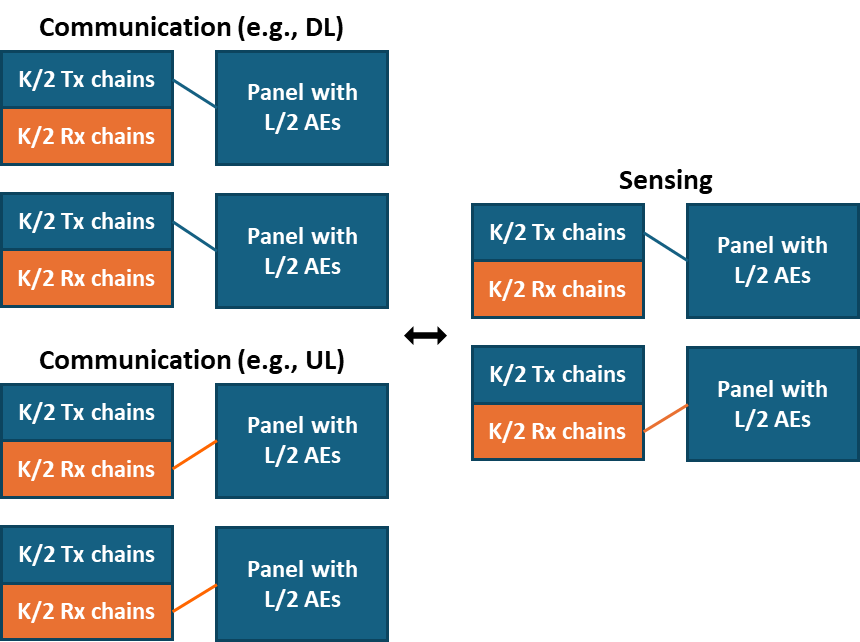 Communication (e.g., DL)
K/2 Tx chains
K/2 Rx chains
Panel with
L/2 AEs
K/2 Tx chains
K/2 Rx chains
Panel with
L/2 AEs
Communication (e.g., UL)
K/2 Tx chains
K/2 Rx chains
Panel with
L/2 AEs
K/2 Tx chains
K/2 Rx chains
Panel with
L/2 AEs
Sensing
K/2 Tx chains
K/2 Rx chains
Panel with
L/2 AEs
K/2 Tx chains
K/2 Rx chains
Panel with
L/2 AEs